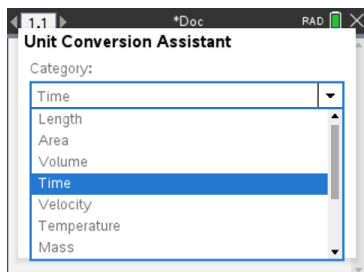 1.1 *Doc RAD
Unit Conversion Assistant
Category:
Time
Length
Area
Volume
Time
Velocity
Temperature
Mass